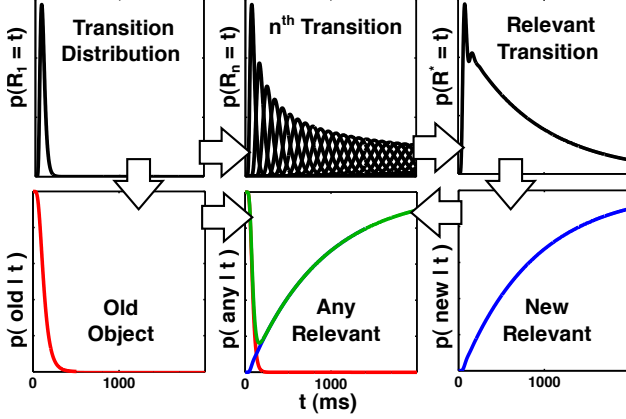 p(R1 = t)
Transition
Distribution
p(Rn = t)
nth Transition
p(R* = t)
Relevant
Transition
p( old | t)
Old
Object
0
1000
p( any | t)
Any
Relevant
0
1000
t (ms)
p( new | t)
New
Relevant
0
1000